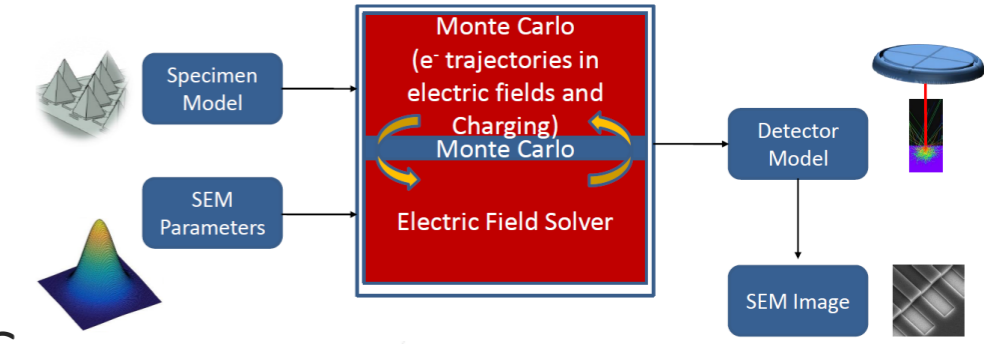 Specimen
Model
SEM
Parameters
Monte Carlo
(e⁻ trajectories in
electric fields and
Charging)
Monte Carlo
Electric Field Solver
Detector
Model
SEM Image